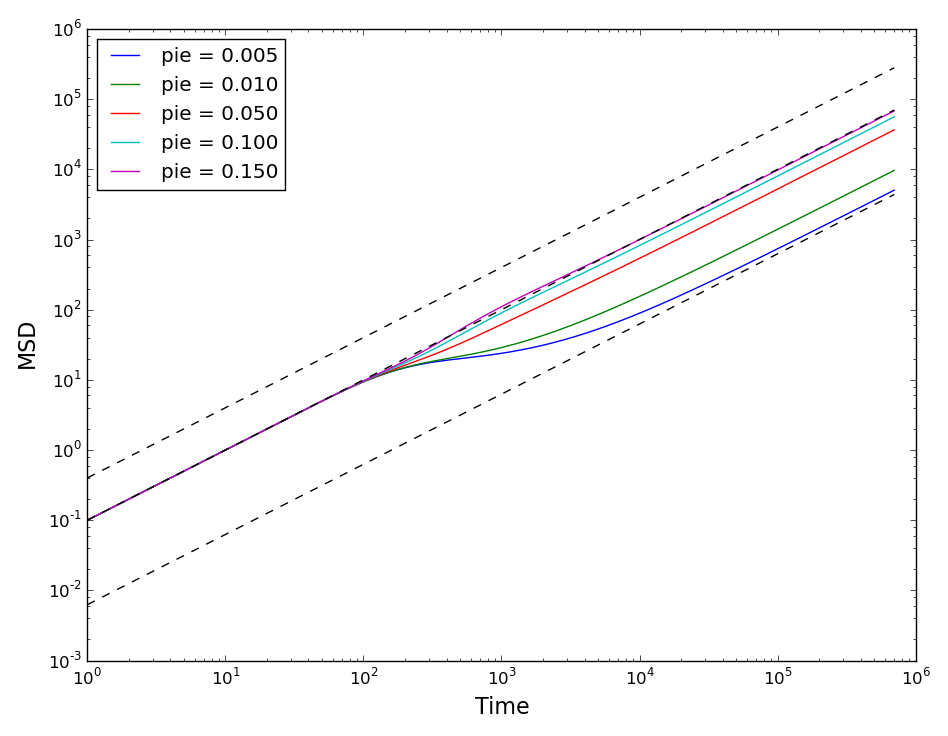 10^6
10^5
10^4
10^3
10^2
10^1
10^0
10^-1
10^-2
10^-3
MSD
pie = 0.005
pie = 0.010
pie = 0.050
pie = 0.100
pie = 0.150
10^0 10^1 10^2 10^3 10^4 10^5 10^6
Time